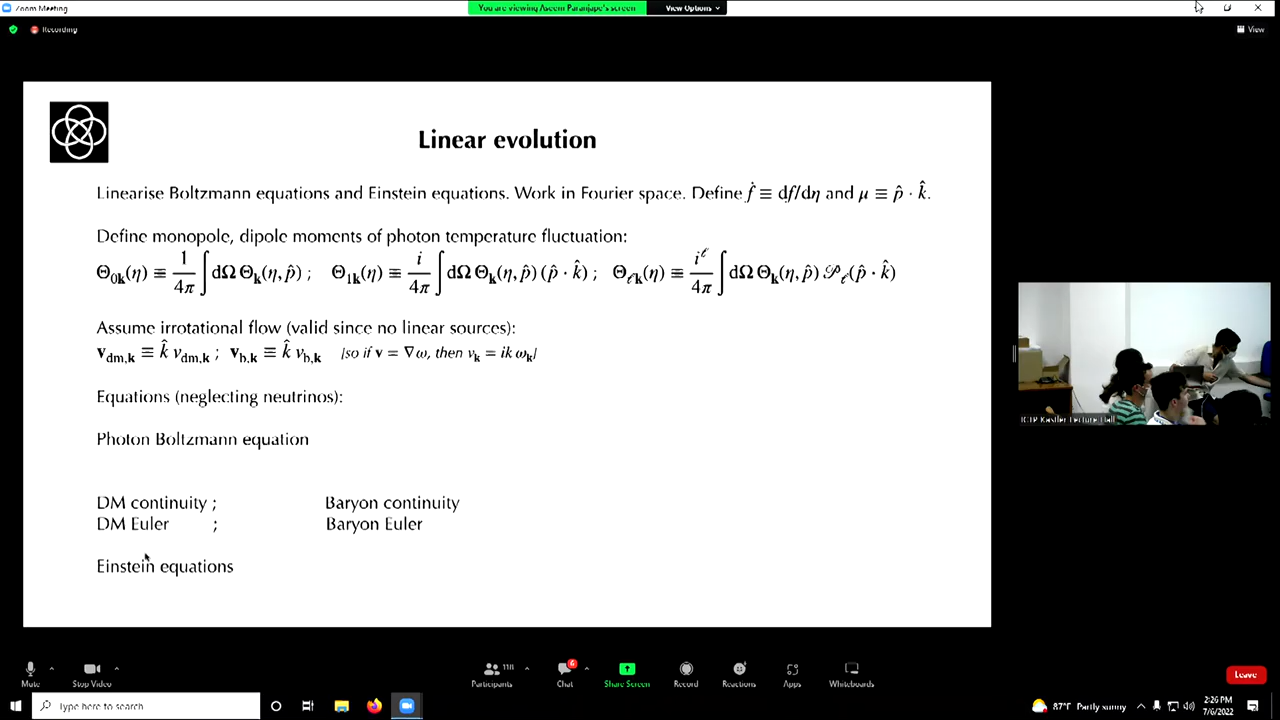 Zoom Meeting
You are viewing Aseem Paranjape's screen
View Options
Recording
View
Linear evolution
Linearise Boltzmann equations and Einstein equations. Work in Fourier space. Define ḟ ≡ df/dη and μ ≡ p̂ · k̂.
Define monopole, dipole moments of photon temperature fluctuation:
Θ₀𝐤(η) ≡ 1/4π ∫ dΩ Θ𝐤(η, p̂) ; Θ₁𝐤(η) ≡ i/4π ∫ dΩ Θ𝐤(η, p̂) (p̂ · k̂) ; Θℓ𝐤(η) ≡ i^ℓ/4π ∫ dΩ Θ𝐤(η, p̂) 𝒫ℓ(p̂ · k̂)
Assume irrotational flow (valid since no linear sources):
𝐯dm,𝐤 ≡ k̂ vdm,𝐤 ; 𝐯b,𝐤 ≡ k̂ vb,𝐤 [so if 𝐯 = ∇ω, then v𝐤 = ik ω𝐤]
Equations (neglecting neutrinos):
Photon Boltzmann equation
DM continuity ; Baryon continuity
DM Euler ; Baryon Euler
Einstein equations
ICTP Kastler Lecture Hall
Mute
Stop Video
Participants
118
Chat
6
Share Screen
Record
Reactions
Apps
Whiteboards
Leave
Type here to search
87°F Partly sunny
2:26 PM
7/6/2022